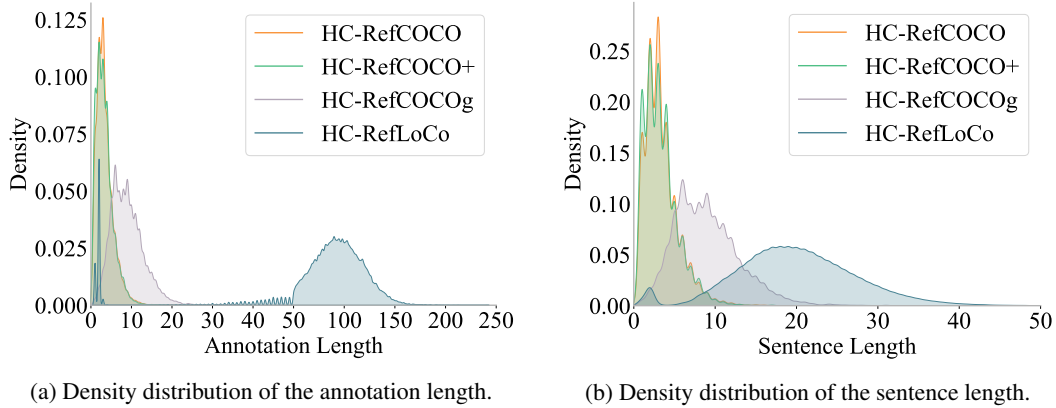 0.125
0.100
0.075
0.050
0.025
0.000
Density
0 10 20 30 40 50 100 150 200 250
Annotation Length
HC-RefCOCO
HC-RefCOCO+
HC-RefCOCOg
HC-RefLoCo
(a) Density distribution of the annotation length.
0.25
0.20
0.15
0.10
0.05
0.00
Density
0 10 20 30 40 50
Sentence Length
HC-RefCOCO
HC-RefCOCO+
HC-RefCOCOg
HC-RefLoCo
(b) Density distribution of the sentence length.